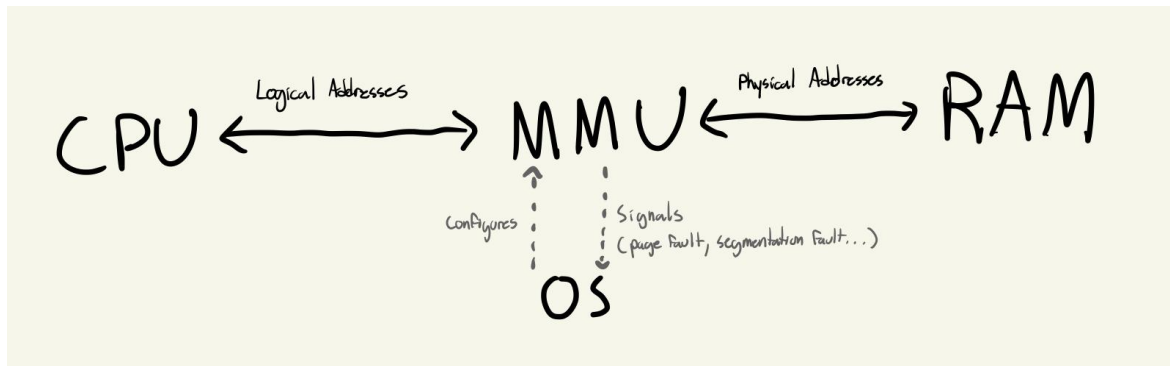 Logical Addresses
Physical Addresses
CPU
MMU
RAM
Configures
Signals
(page fault, segmentation fault...)
OS